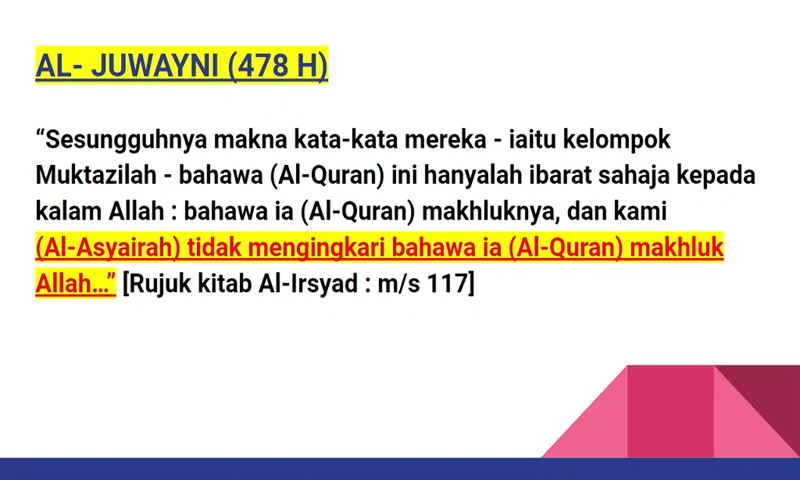 AL- JUWAYNI (478 H)
“Sesungguhnya makna kata-kata mereka - iaitu kelompok
Muktazilah - bahawa (Al-Quran) ini hanyalah ibarat sahaja kepada
kalam Allah : bahawa ia (Al-Quran) makhluknya, dan kami
(Al-Asyairah) tidak mengingkari bahawa ia (Al-Quran) makhluk
Allah...” [Rujuk kitab Al-Irsyad : m/s 117]